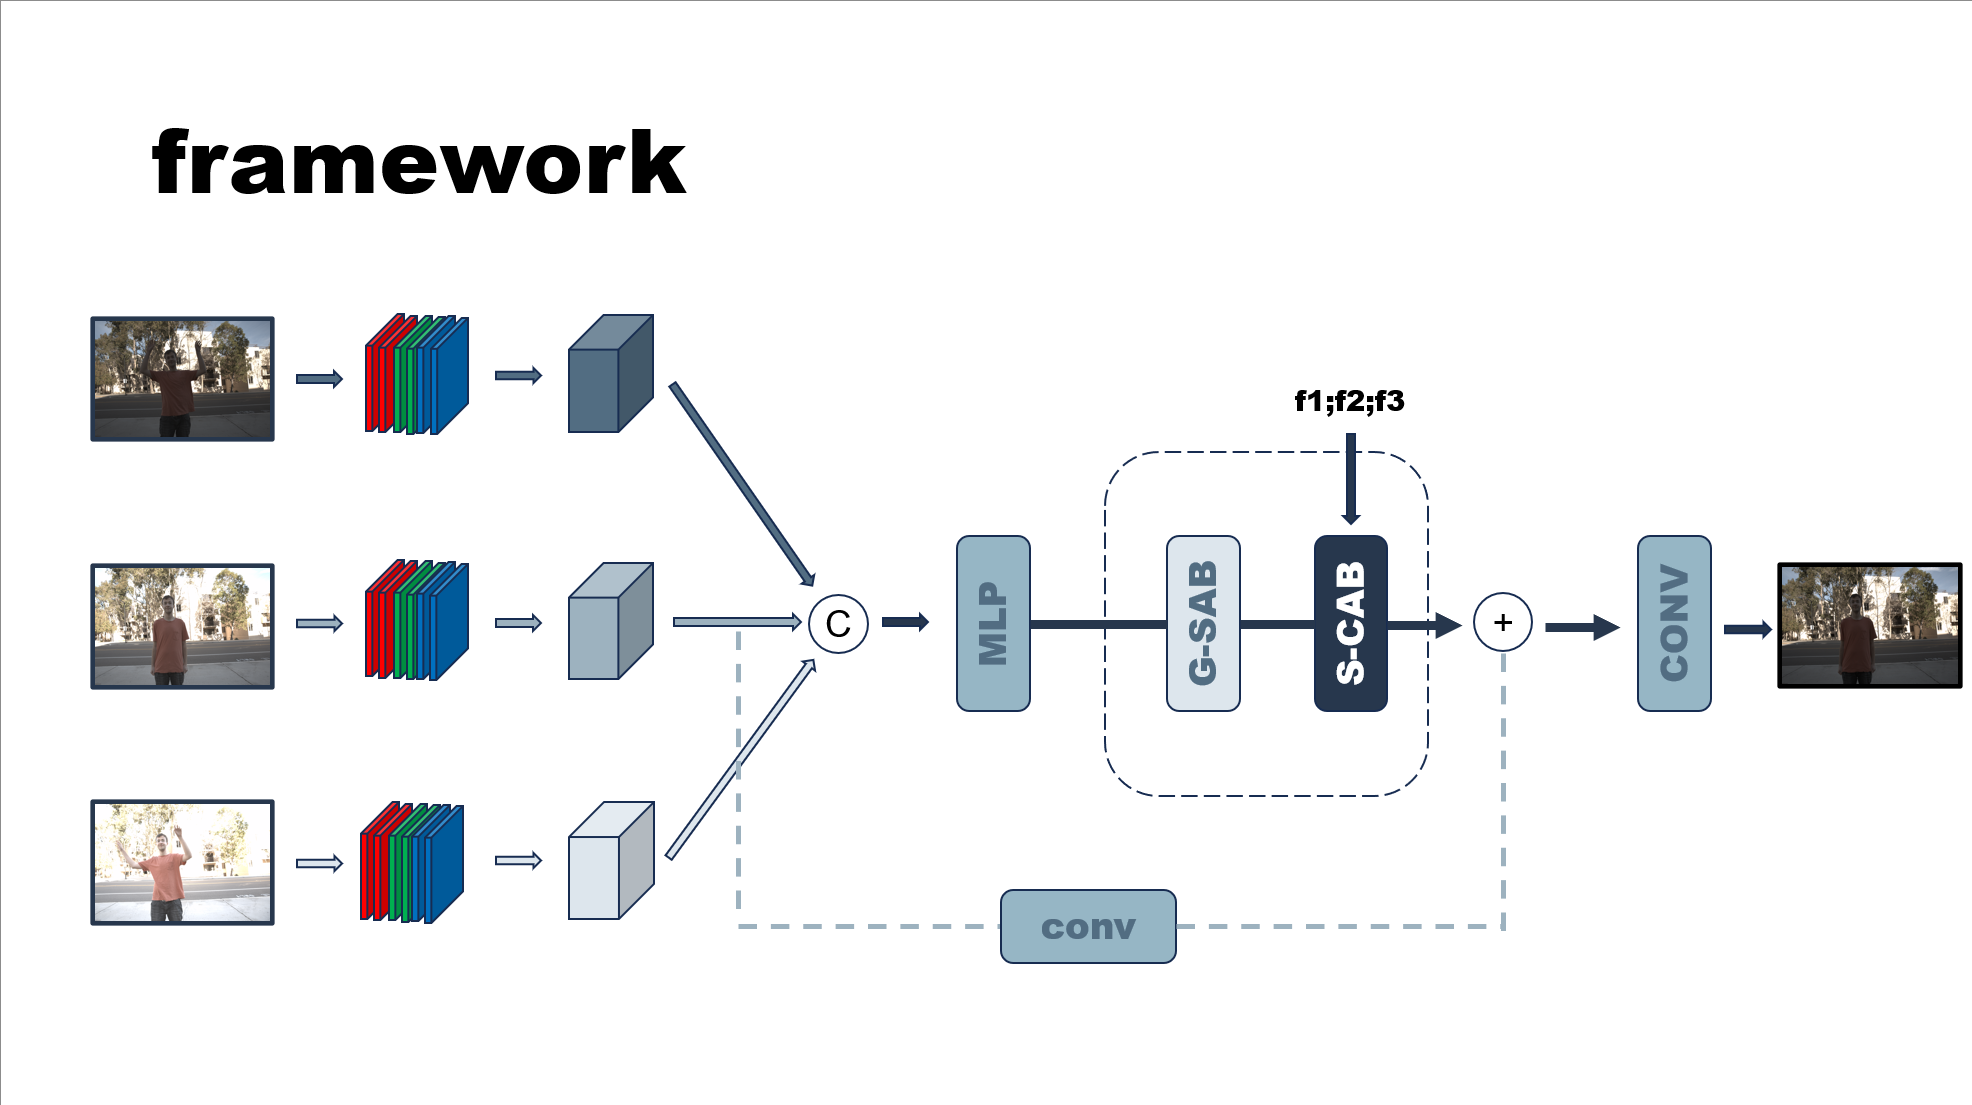 framework
f1;f2;f3
C
MLP
G-SAB
S-CAB
+
CONV
conv